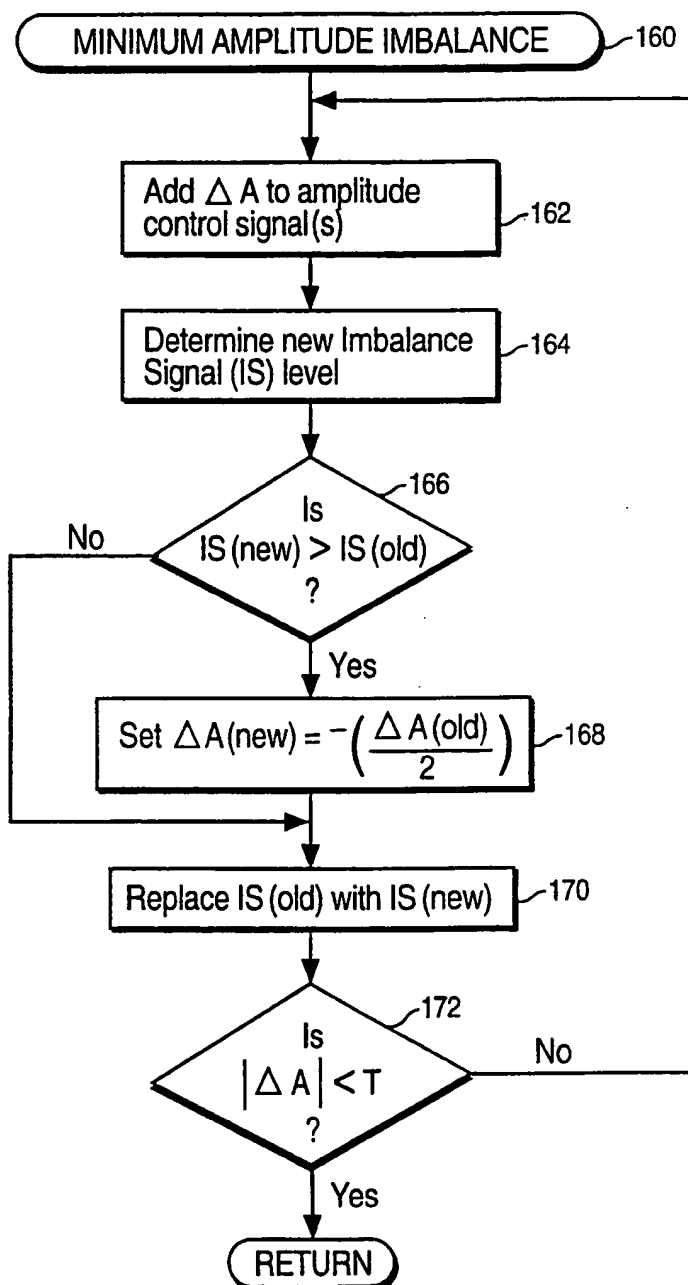 MINIMUM AMPLITUDE IMBALANCE
160
Add △ A to amplitude
control signal(s)
162
Determine new Imbalance
Signal (IS) level
164
166
Is
IS (new) > IS (old)
?
No
Yes
Set △ A (new) = -(△ A (old)/2)
168
Replace IS (old) with IS (new)
170
172
Is
|△ A| < T
?
No
Yes
RETURN